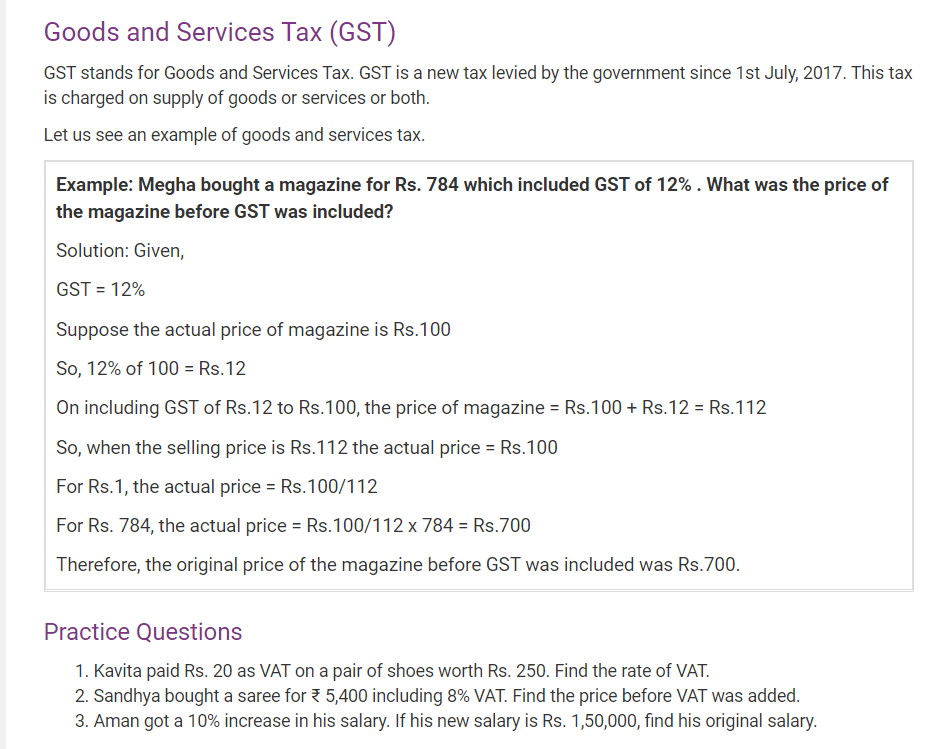 Goods and Services Tax (GST)
GST stands for Goods and Services Tax. GST is a new tax levied by the government since 1st July, 2017. This tax
is charged on supply of goods or services or both.
Let us see an example of goods and services tax.
Example: Megha bought a magazine for Rs. 784 which included GST of 12% . What was the price of
the magazine before GST was included?
Solution: Given,
GST = 12%
Suppose the actual price of magazine is Rs.100
So, 12% of 100 = Rs.12
On including GST of Rs.12 to Rs.100, the price of magazine = Rs.100 + Rs.12 = Rs.112
So, when the selling price is Rs.112 the actual price = Rs.100
For Rs.1, the actual price = Rs.100/112
For Rs. 784, the actual price = Rs.100/112 x 784 = Rs.700
Therefore, the original price of the magazine before GST was included was Rs.700.
Practice Questions
1. Kavita paid Rs. 20 as VAT on a pair of shoes worth Rs. 250. Find the rate of VAT.
2. Sandhya bought a saree for ₹ 5,400 including 8% VAT. Find the price before VAT was added.
3. Aman got a 10% increase in his salary. If his new salary is Rs. 1,50,000, find his original salary.